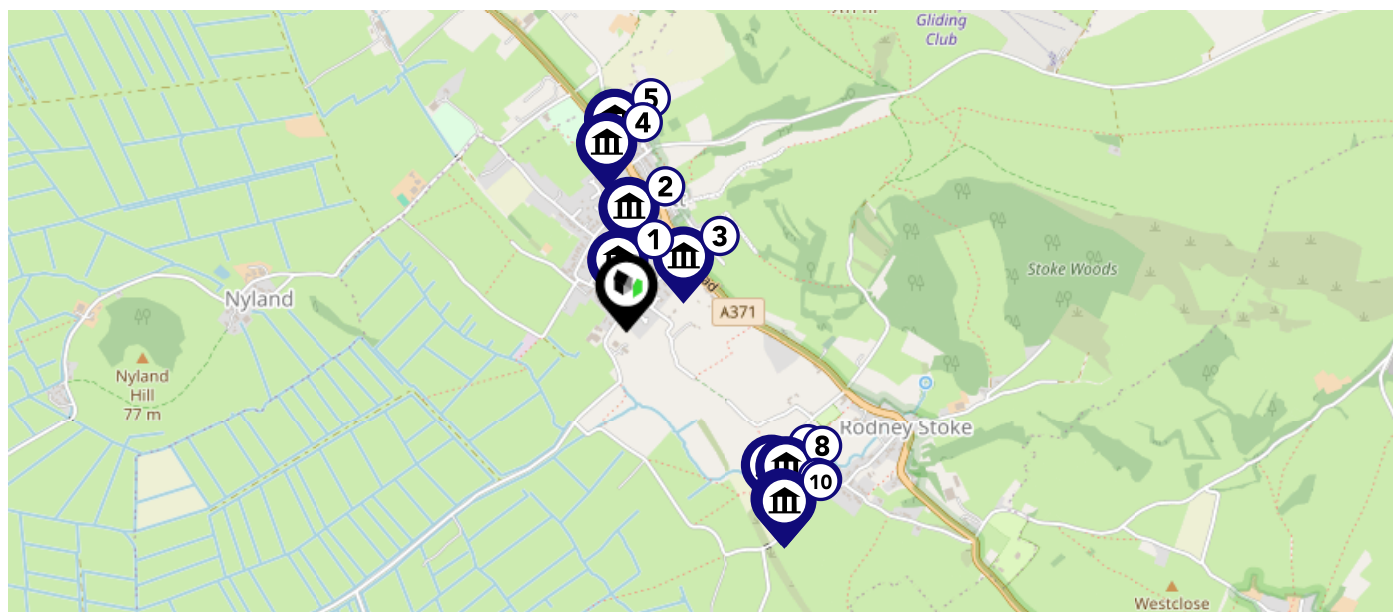 Gliding
Club
5
4
2
1
3
Stoke Woods
Nyland
A371
Nyland
Hill
77 m
Rodney Stoke
8
10
Westclose